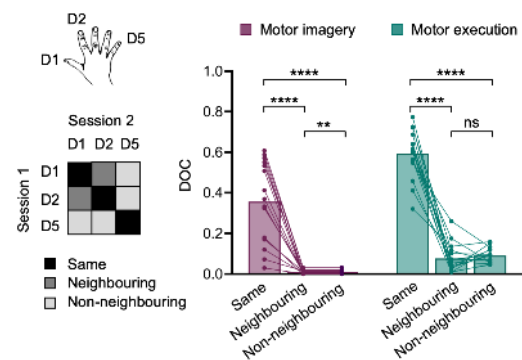 D2
D1
D5
Session 2
D1 D2 D5
Session 1
D1
D2
D5
Same
Neighbouring
Non-neighbouring
Motor imagery
Motor execution
DOC
1.0
0.8
0.6
0.4
0.2
0.0
****
****
**
****
****
ns
Same
Neighbouring
Non-neighbouring
Same
Neighbouring
Non-neighbouring